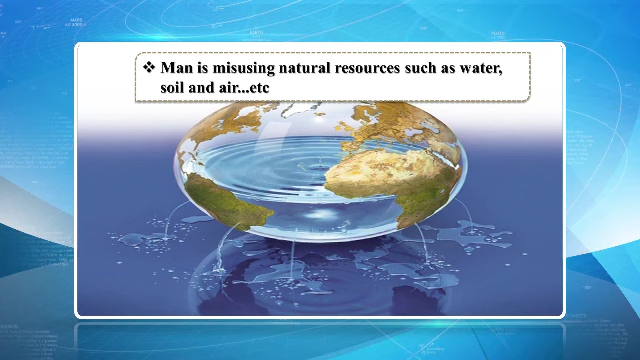 ❖ Man is misusing natural resources such as water,
soil and air...etc